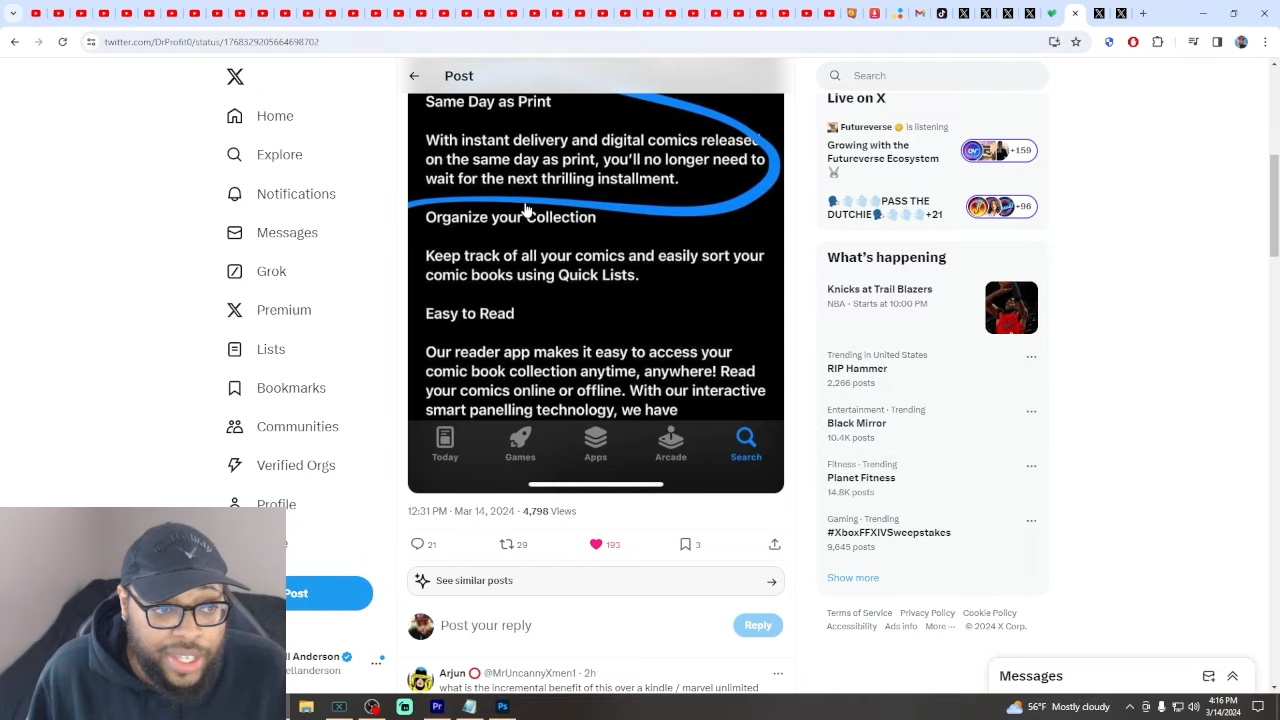 twitter.com/DrProfit0/status/1768329205664698702
Post
Search
Home
Explore
Notifications
Messages
Grok
Premium
Lists
Bookmarks
Communities
Verified Orgs
Profile
Post
ellanderson
Same Day as Print
With instant delivery and digital comics released
on the same day as print, you'll no longer need to
wait for the next thrilling installment.
Organize your Collection
Keep track of all your comics and easily sort your
comic books using Quick Lists.
Easy to Read
Our reader app makes it easy to access your
comic book collection anytime, anywhere! Read
your comics online or offline. With our interactive
smart panelling technology, we have
Today
Games
Apps
Arcade
Search
12:31 PM · Mar 14, 2024 · 4,798 Views
21
29
193
3
See similar posts
Post your reply
Reply
Arjun @MrUncannyXmen1 · 2h
what is the incremental benefit of this over a kindle / marvel unlimited
Live on X
Futureverse is listening
Growing with the
Futureverse Ecosystem
+159
PASS THE
DUTCHIE +21
+96
What's happening
Knicks at Trail Blazers
NBA · Starts at 10:00 PM
Trending in United States
RIP Hammer
2,266 posts
Entertainment · Trending
Black Mirror
10.4K posts
Fitness · Trending
Planet Fitness
14.8K posts
Gaming · Trending
#XboxFFXIVSweepstakes
9,645 posts
Show more
Terms of Service Privacy Policy Cookie Policy
Accessibility Ads info More ··· © 2024 X Corp.
Messages
56°F Mostly cloudy
4:16 PM
3/14/2024